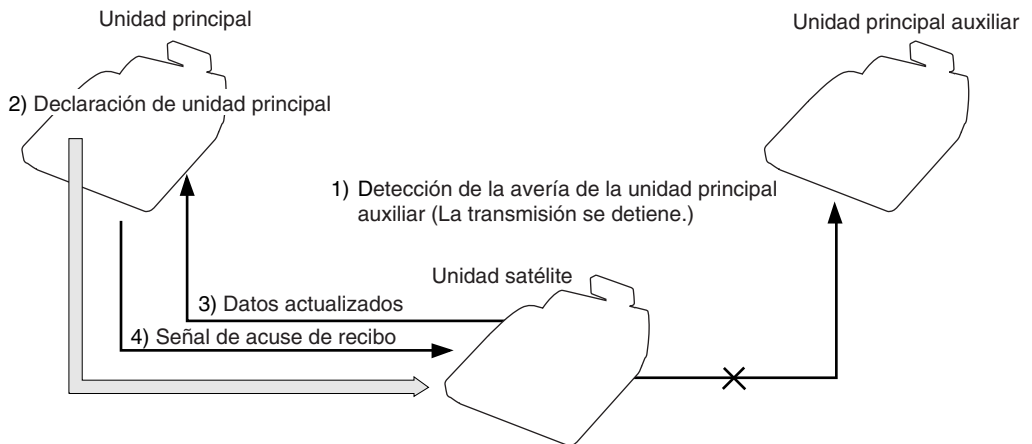 Unidad principal
Unidad principal auxiliar
2) Declaración de unidad principal
1) Detección de la avería de la unidad principal
auxiliar (La transmisión se detiene.)
Unidad satélite
3) Datos actualizados
4) Señal de acuse de recibo